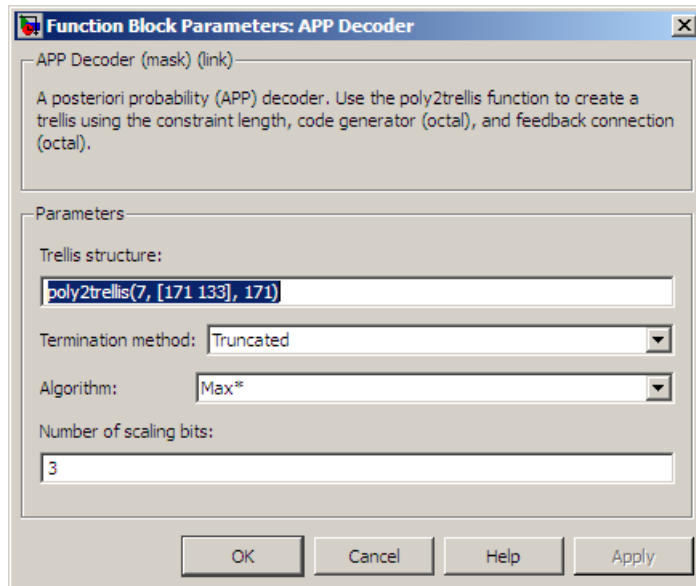 Function Block Parameters: APP Decoder
APP Decoder (mask) (link)
A posteriori probability (APP) decoder. Use the poly2trellis function to create a
trellis using the constraint length, code generator (octal), and feedback connection
(octal).
Parameters
Trellis structure:
poly2trellis(7, [171 133], 171)
Termination method: Truncated
Algorithm: Max*
Number of scaling bits:
3
OK Cancel Help Apply